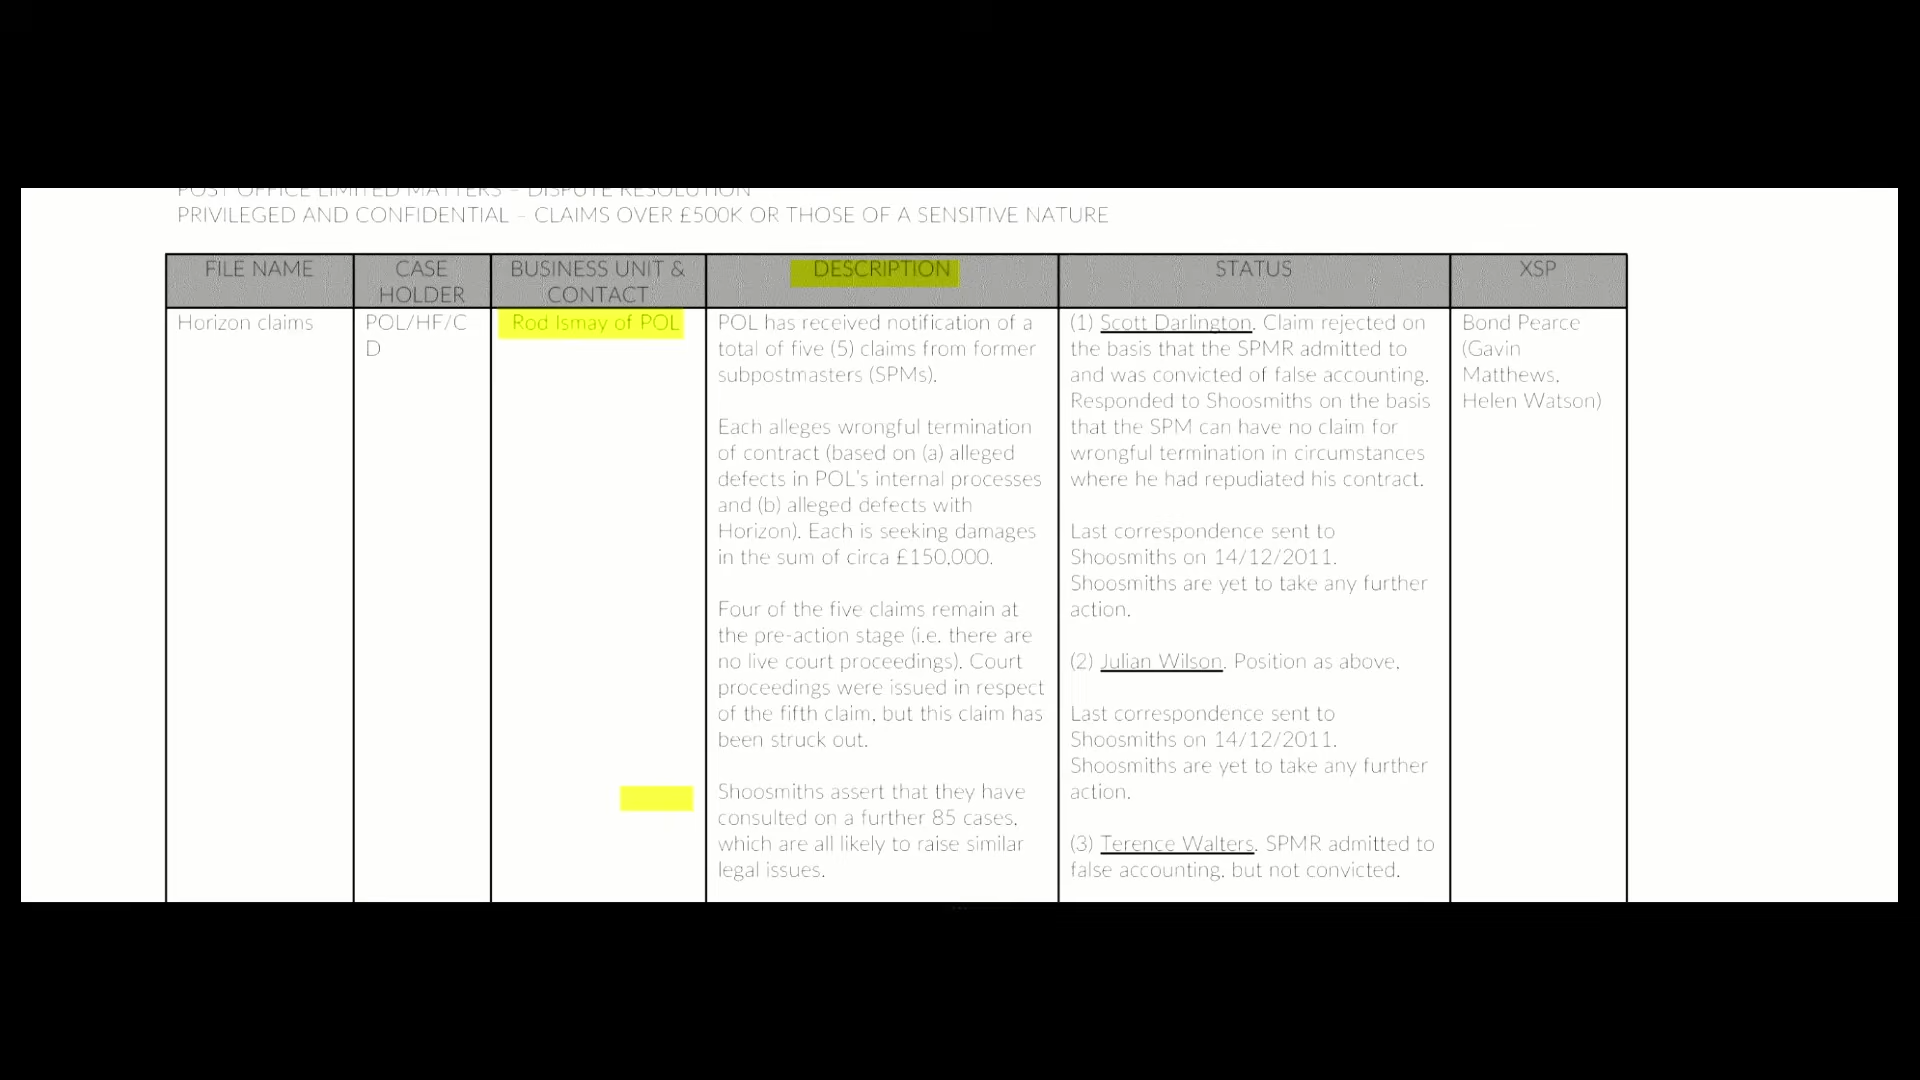 POST OFFICE LIMITED MATTERS – DISPUTE RESOLUTION
PRIVILEGED AND CONFIDENTIAL – CLAIMS OVER £500K OR THOSE OF A SENSITIVE NATURE
FILE NAME
CASE
HOLDER
BUSINESS UNIT &
CONTACT
DESCRIPTION
STATUS
XSP
Horizon claims
POL/HF/C
D
Rod Ismay of POL
POL has received notification of a
total of five (5) claims from former
subpostmasters (SPMs).
Each alleges wrongful termination
of contract (based on (a) alleged
defects in POL's internal processes
and (b) alleged defects with
Horizon). Each is seeking damages
in the sum of circa £150,000.
Four of the five claims remain at
the pre-action stage (i.e. there are
no live court proceedings). Court
proceedings were issued in respect
of the fifth claim, but this claim has
been struck out.
Shoosmiths assert that they have
consulted on a further 85 cases,
which are all likely to raise similar
legal issues.
(1) Scott Darlington. Claim rejected on
the basis that the SPMR admitted to
and was convicted of false accounting.
Responded to Shoosmiths on the basis
that the SPM can have no claim for
wrongful termination in circumstances
where he had repudiated his contract.
Last correspondence sent to
Shoosmiths on 14/12/2011.
Shoosmiths are yet to take any further
action.
(2) Julian Wilson. Position as above.
Last correspondence sent to
Shoosmiths on 14/12/2011.
Shoosmiths are yet to take any further
action.
(3) Terence Walters. SPMR admitted to
false accounting, but not convicted.
Bond Pearce
(Gavin
Matthews,
Helen Watson)